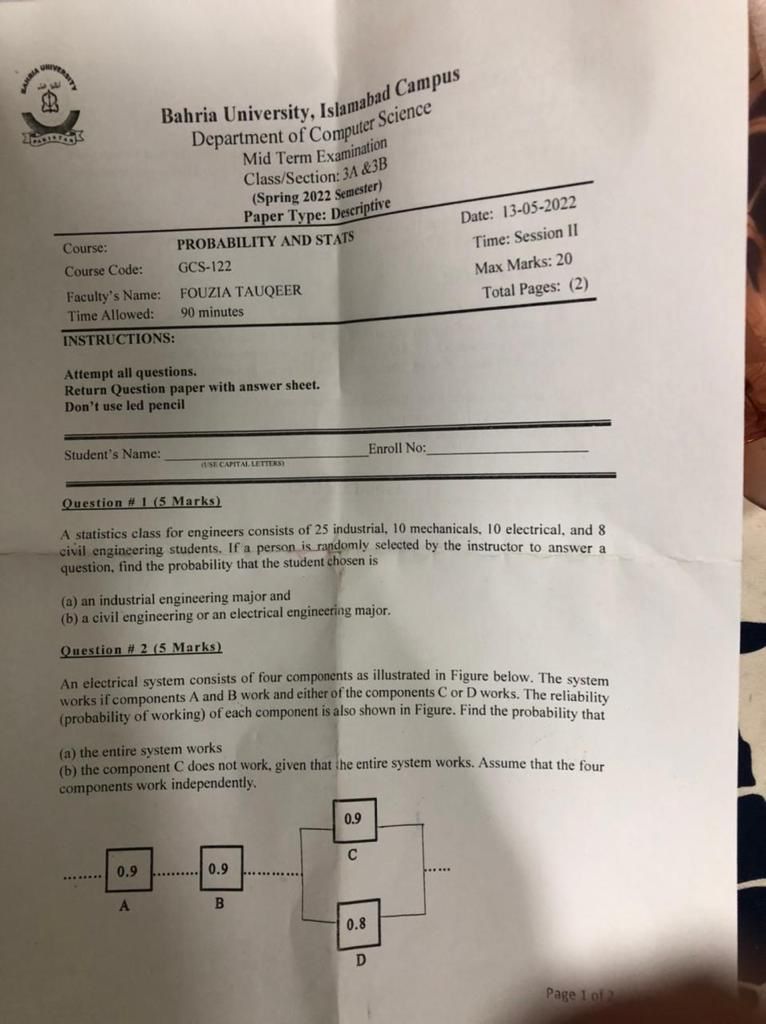 BAHRIA UNIVERSITY
PAKISTAN
Bahria University, Islamabad Campus
Department of Computer Science
Mid Term Examination
Class/Section: 3A &3B
(Spring 2022 Semester)
Paper Type: Descriptive
Course: PROBABILITY AND STATS
Course Code: GCS-122
Faculty's Name: FOUZIA TAUQEER
Time Allowed: 90 minutes
Date: 13-05-2022
Time: Session II
Max Marks: 20
Total Pages: (2)
INSTRUCTIONS:
Attempt all questions.
Return Question paper with answer sheet.
Don't use led pencil
Student's Name: Enroll No:
(USE CAPITAL LETTERS)
Question # 1 (5 Marks)
A statistics class for engineers consists of 25 industrial, 10 mechanicals, 10 electrical, and 8
civil engineering students. If a person is randomly selected by the instructor to answer a
question, find the probability that the student chosen is
(a) an industrial engineering major and
(b) a civil engineering or an electrical engineering major.
Question # 2 (5 Marks)
An electrical system consists of four components as illustrated in Figure below. The system
works if components A and B work and either of the components C or D works. The reliability
(probability of working) of each component is also shown in Figure. Find the probability that
(a) the entire system works
(b) the component C does not work, given that the entire system works. Assume that the four
components work independently.
0.9
C
0.9
A
0.9
B
0.8
D
Page 1 of 2